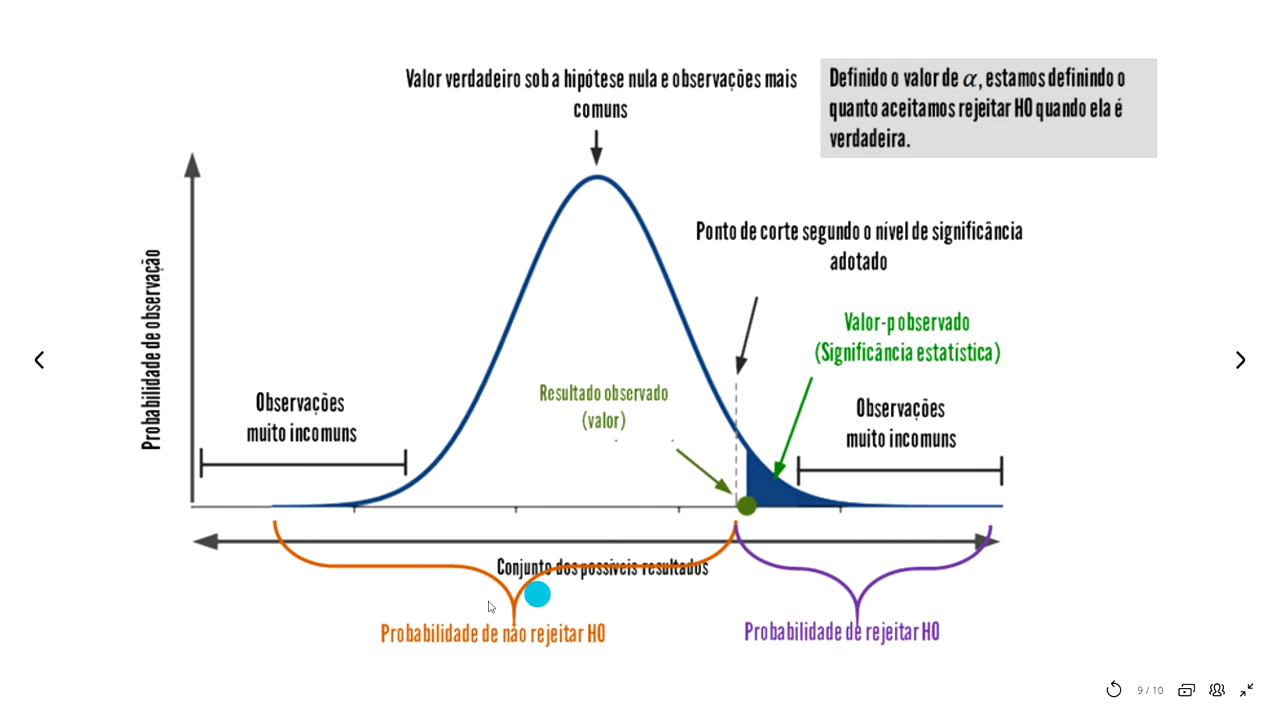 Valor verdadeiro sob a hipótese nula e observações mais
comuns
Definido o valor de α, estamos definindo o
quanto aceitamos rejeitar H0 quando ela é
verdadeira.
Ponto de corte segundo o nível de significância
adotado
Probabilidade de observação
Valor-p observado
(Significância estatística)
Resultado observado
(valor)
Observações
muito incomuns
Observações
muito incomuns
Conjunto dos possíveis resultados
Probabilidade de não rejeitar H0
Probabilidade de rejeitar H0
9 / 10